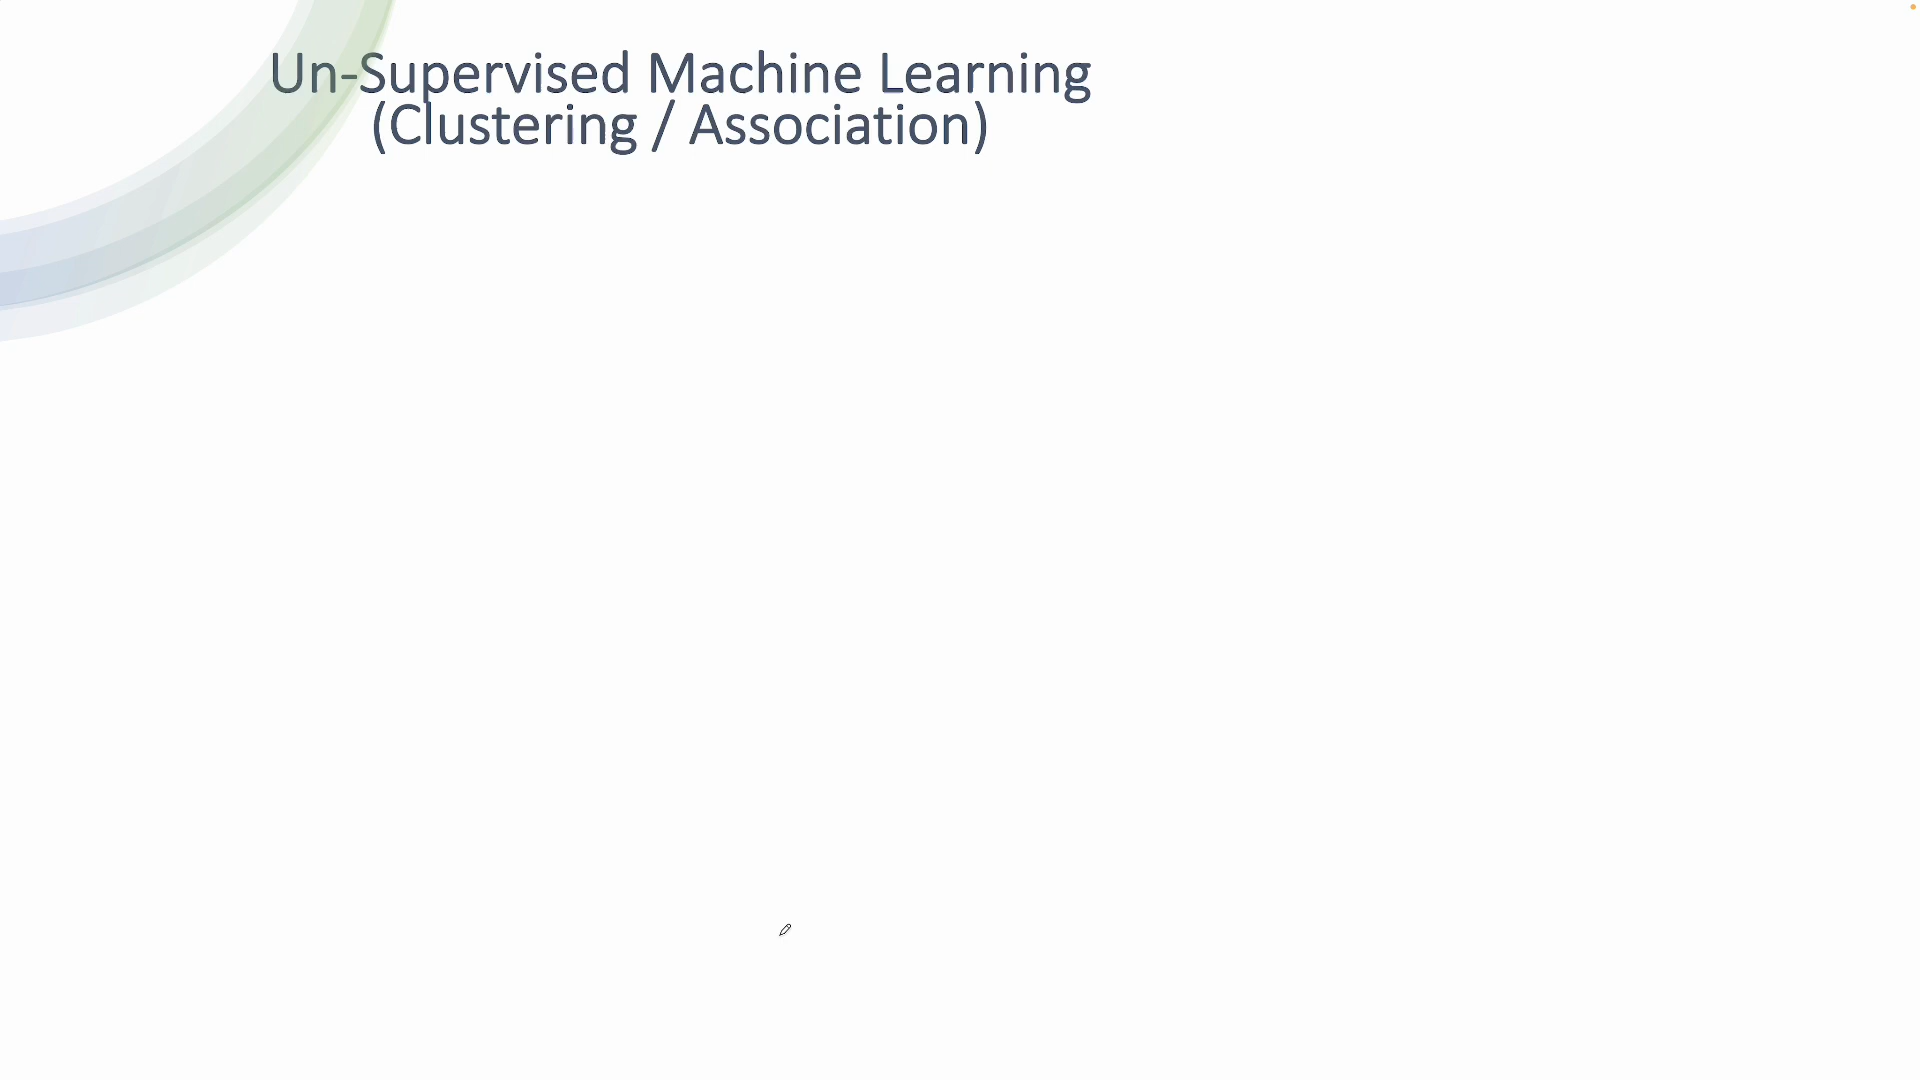 Un-Supervised Machine Learning
(Clustering / Association)